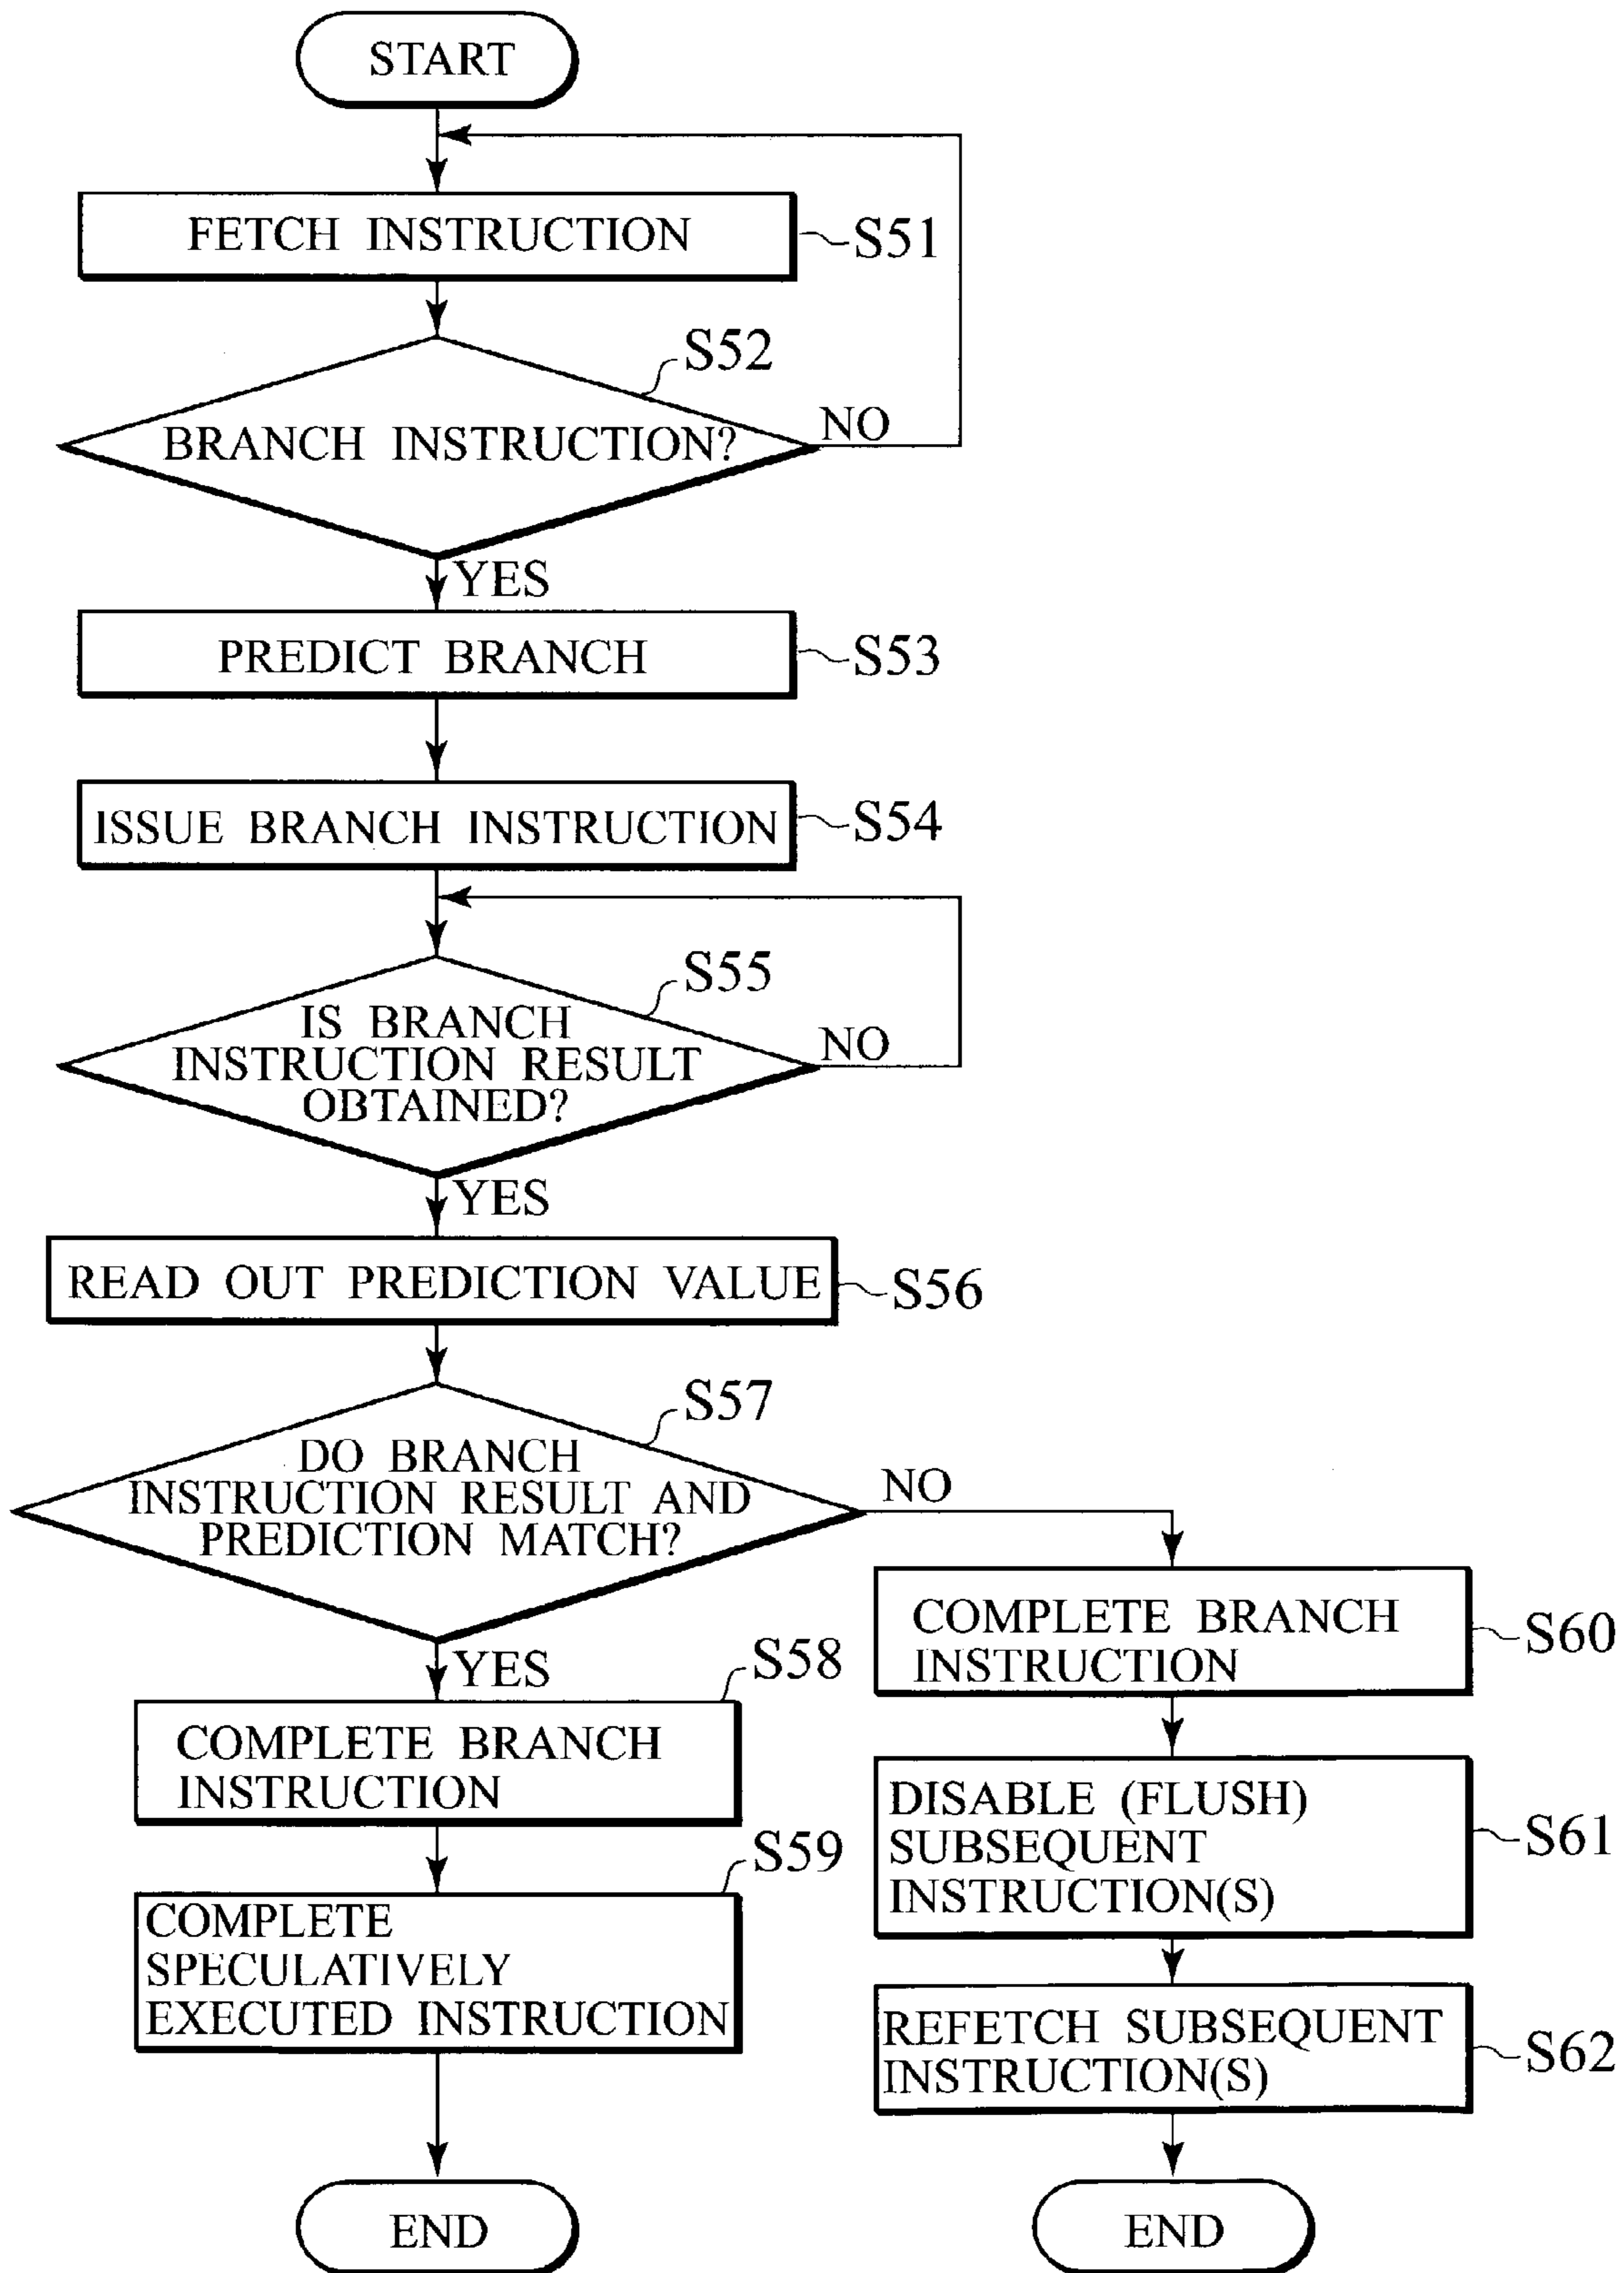 START
FETCH INSTRUCTION
S51
S52
BRANCH INSTRUCTION?
NO
YES
PREDICT BRANCH
S53
ISSUE BRANCH INSTRUCTION
S54
S55
IS BRANCH
INSTRUCTION RESULT
OBTAINED?
NO
YES
READ OUT PREDICTION VALUE
S56
S57
DO BRANCH
INSTRUCTION RESULT AND
PREDICTION MATCH?
NO
YES
S58
COMPLETE BRANCH
INSTRUCTION
S59
COMPLETE
SPECULATIVELY
EXECUTED INSTRUCTION
END
COMPLETE BRANCH
INSTRUCTION
S60
DISABLE (FLUSH)
SUBSEQUENT
INSTRUCTION(S)
S61
REFETCH SUBSEQUENT
INSTRUCTION(S)
S62
END